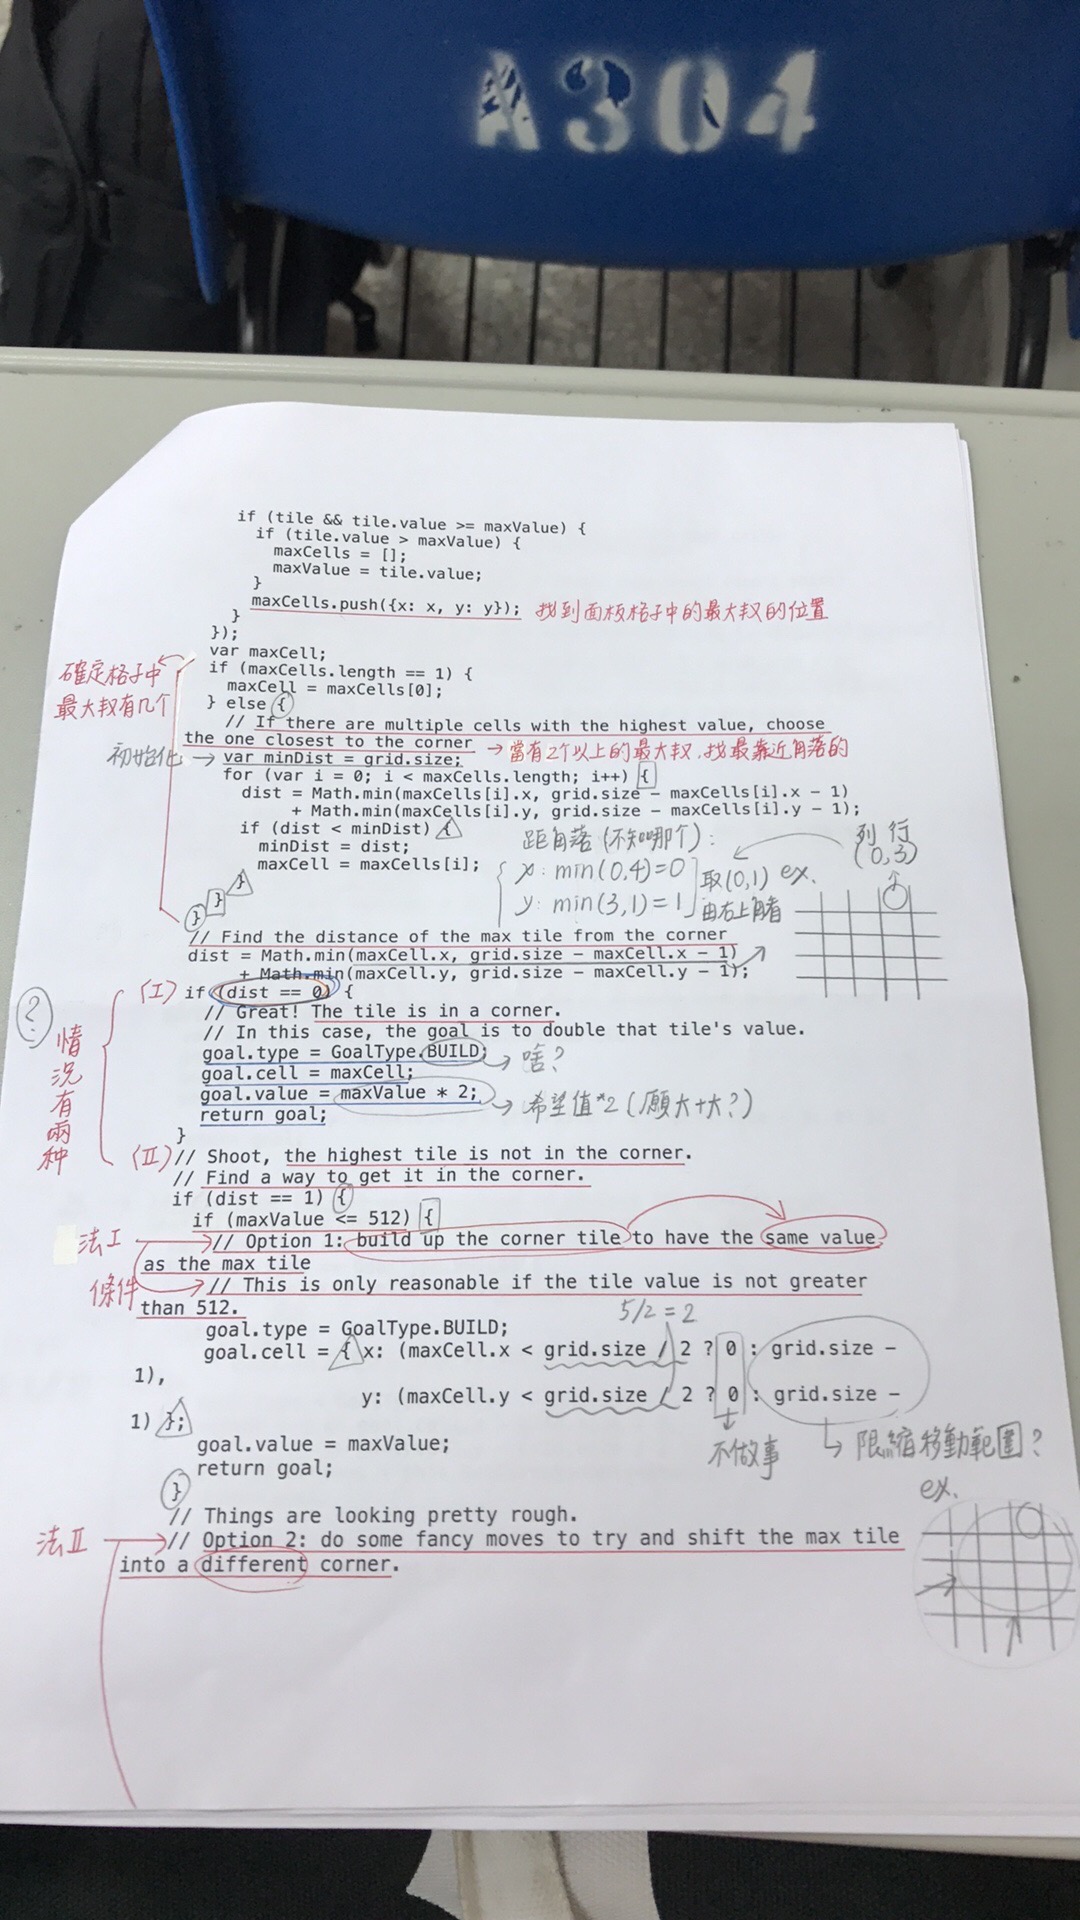 A304
if (tile && tile.value >= maxValue) {
if (tile.value > maxValue) {
maxCells = [];
maxValue = tile.value;
}
maxCells.push({x: x, y: y}); 找到面板格子中的最大权的位置
}
});
var maxCell;
確定格子中
最大权有几个
if (maxCells.length == 1) {
maxCell = maxCells[0];
} else {
// If there are multiple cells with the highest value, choose
the one closest to the corner → 當有2个以上的最大权,找最靠近角落的
初始化 → var minDist = grid.size;
for (var i = 0; i < maxCells.length; i++) {
dist = Math.min(maxCells[i].x, grid.size - maxCells[i].x - 1)
+ Math.min(maxCells[i].y, grid.size - maxCells[i].y - 1);
if (dist < minDist) {
minDist = dist;
maxCell = maxCells[i];
}
}
}
距角落(不知哪个):
x: min(0,4)=0
y: min(3,1)=1
取(0,1)
由右上角看
ex.
列 行
(0,3)
// Find the distance of the max tile from the corner
dist = Math.min(maxCell.x, grid.size - maxCell.x - 1)
+ Math.min(maxCell.y, grid.size - maxCell.y - 1);
?
情況有兩种
(I) if (dist == 0) {
// Great! The tile is in a corner.
// In this case, the goal is to double that tile's value.
goal.type = GoalType.BUILD; → 啥?
goal.cell = maxCell;
goal.value = maxValue * 2; → 希望值*2 (願大+大?)
return goal;
}
(II) // Shoot, the highest tile is not in the corner.
// Find a way to get it in the corner.
if (dist == 1) {
if (maxValue <= 512) {
法I → // Option 1: build up the corner tile to have the same value
as the max tile
條件 → // This is only reasonable if the tile value is not greater
than 512.
5/2=2
goal.type = GoalType.BUILD;
goal.cell = { x: (maxCell.x < grid.size / 2 ? 0 : grid.size -
1),
y: (maxCell.y < grid.size / 2 ? 0 : grid.size -
1) };
不做事
限縮移動範圍?
goal.value = maxValue;
return goal;
}
ex.
// Things are looking pretty rough.
法II → // Option 2: do some fancy moves to try and shift the max tile
into a different corner.